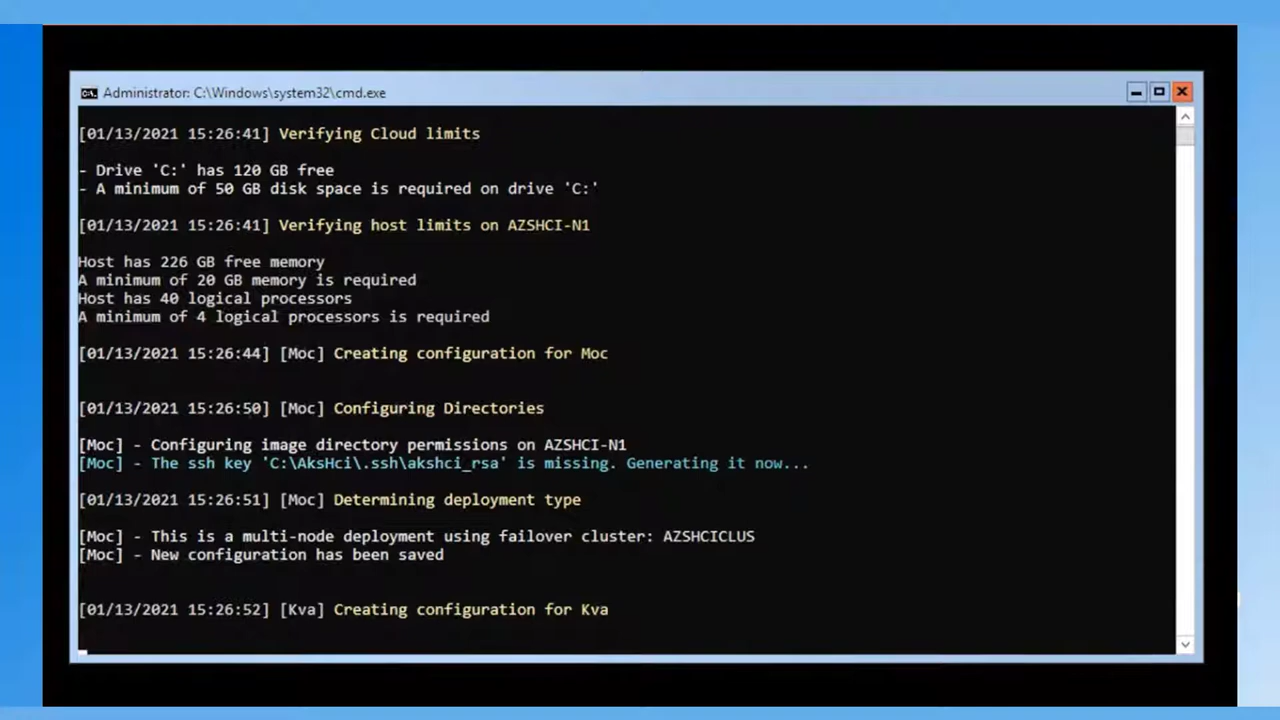 Administrator: C:\Windows\system32\cmd.exe
[01/13/2021 15:26:41] Verifying Cloud limits
- Drive 'C:' has 120 GB free
- A minimum of 50 GB disk space is required on drive 'C:'
[01/13/2021 15:26:41] Verifying host limits on AZSHCI-N1
Host has 226 GB free memory
A minimum of 20 GB memory is required
Host has 40 logical processors
A minimum of 4 logical processors is required
[01/13/2021 15:26:44] [Moc] Creating configuration for Moc
[01/13/2021 15:26:50] [Moc] Configuring Directories
[Moc] - Configuring image directory permissions on AZSHCI-N1
[Moc] - The ssh key 'C:\AksHci\.ssh\akshci_rsa' is missing. Generating it now...
[01/13/2021 15:26:51] [Moc] Determining deployment type
[Moc] - This is a multi-node deployment using failover cluster: AZSHCICLUS
[Moc] - New configuration has been saved
[01/13/2021 15:26:52] [Kva] Creating configuration for Kva